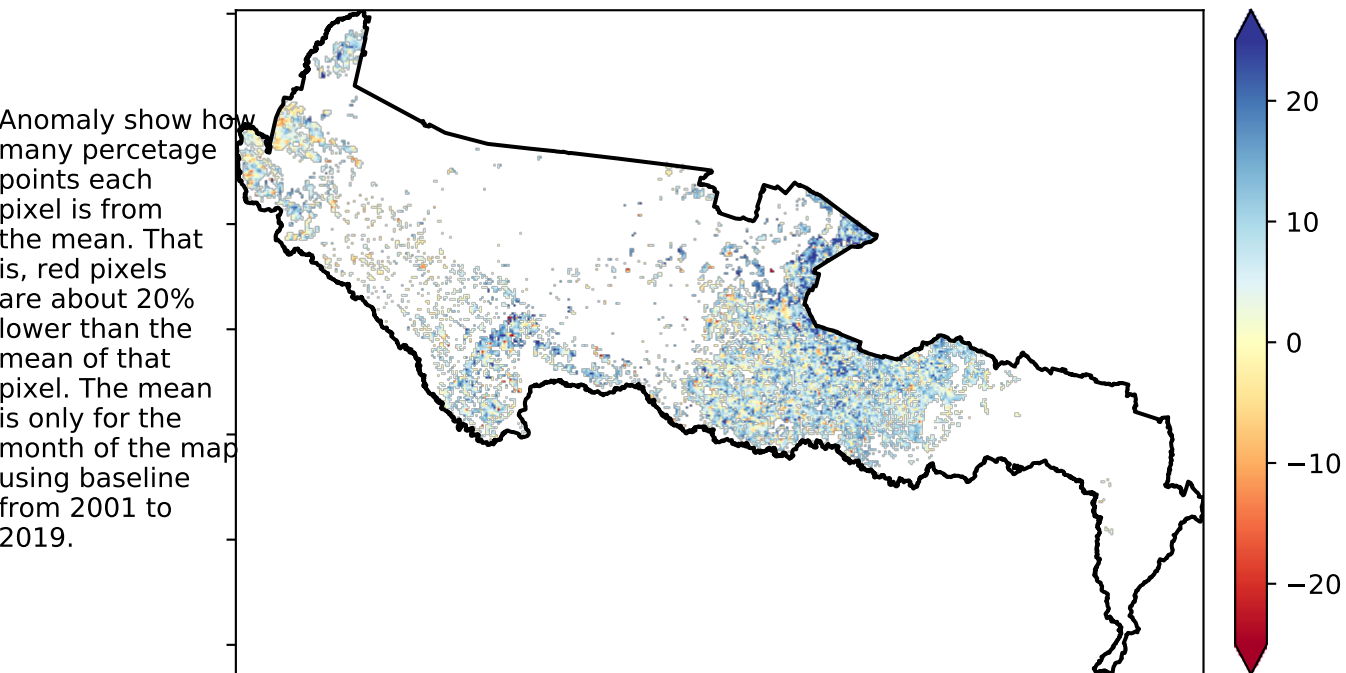 Anomaly show how
many percetage
points each
pixel is from
the mean. That
is, red pixels
are about 20%
lower than the
mean of that
pixel. The mean
is only for the
month of the map
using baseline
from 2001 to
2019.
20
10
0
−10
−20